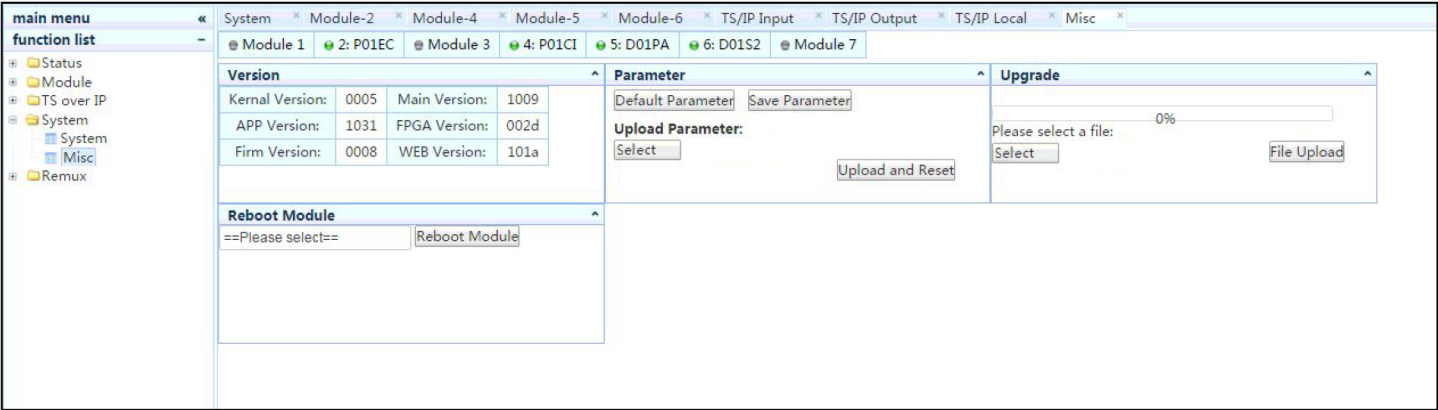 main menu «
function list −
Status
Module
TS over IP
System
System
Misc
Remux
System × Module-2 × Module-4 × Module-5 × Module-6 × TS/IP Input × TS/IP Output × TS/IP Local × Misc ×
Module 1 2: P01EC Module 3 4: P01CI 5: D01PA 6: D01S2 Module 7
Version
Kernal Version: 0005 Main Version: 1009
APP Version: 1031 FPGA Version: 002d
Firm Version: 0008 WEB Version: 101a
Parameter
Default Parameter Save Parameter
Upload Parameter:
Select
Upload and Reset
Upgrade
0%
Please select a file:
Select File Upload
Reboot Module
==Please select== Reboot Module